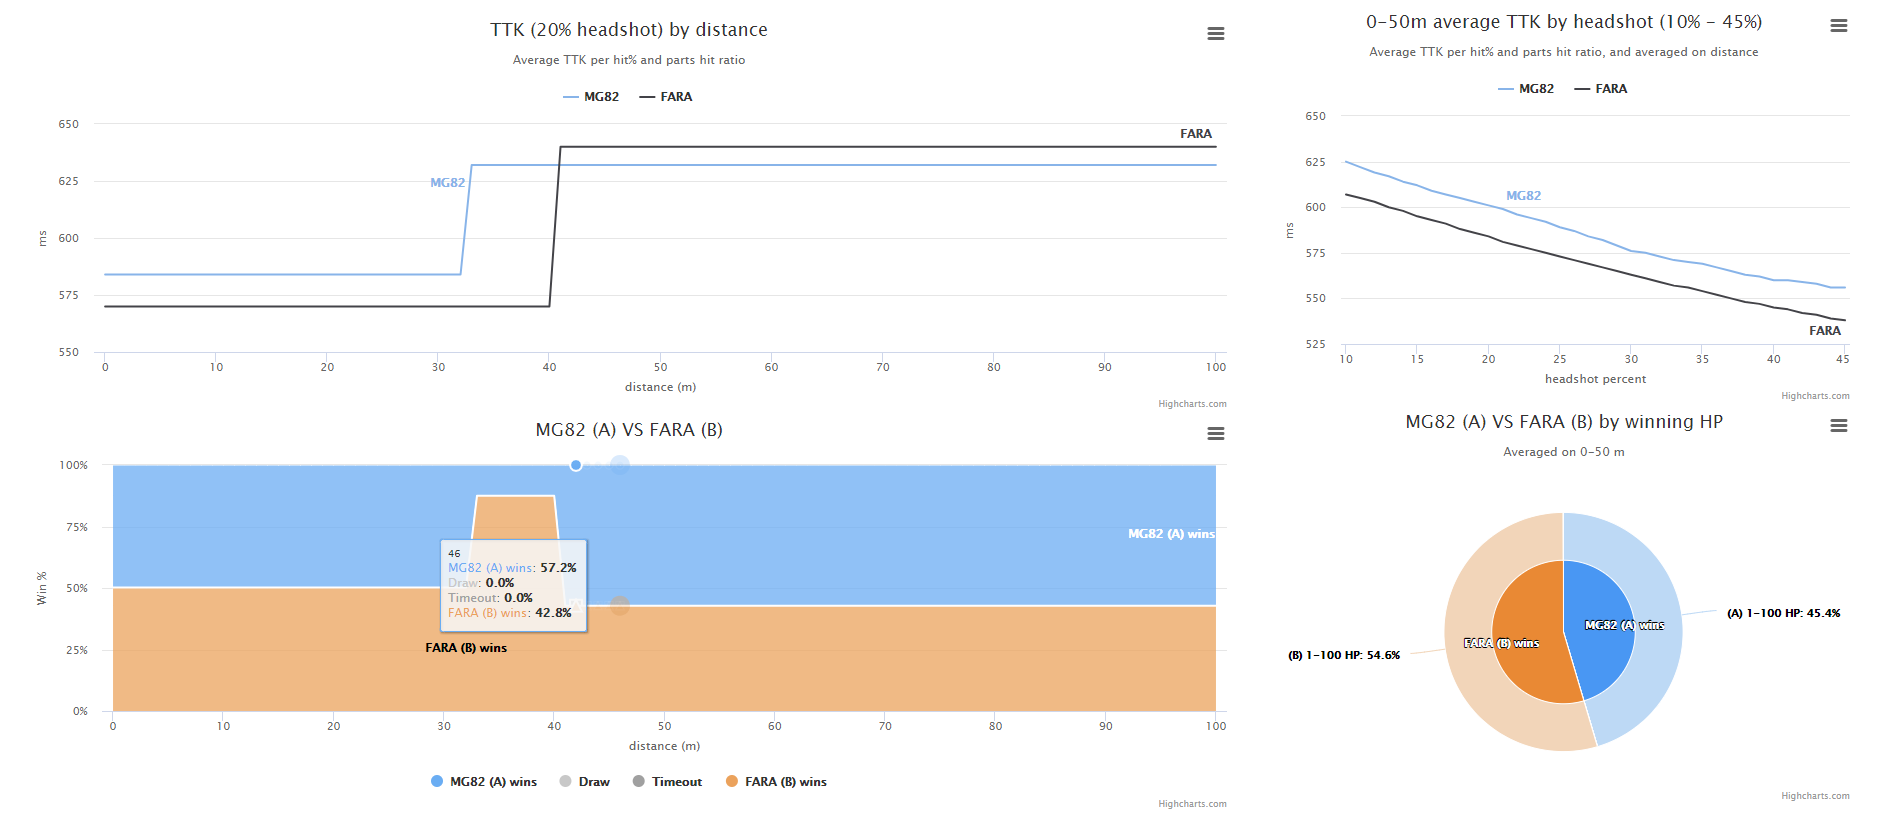 TTK (20% headshot) by distance
Average TTK per hit% and parts hit ratio
MG82 FARA
650
625
600
575
550
ms
MG82
FARA
0 10 20 30 40 50 60 70 80 90 100
distance (m)
Highcharts.com
0-50m average TTK by headshot (10% - 45%)
Average TTK per hit% and parts hit ratio, and averaged on distance
MG82 FARA
650
625
600
575
550
525
ms
MG82
FARA
10 15 20 25 30 35 40 45
headshot percent
Highcharts.com
MG82 (A) VS FARA (B)
100%
75%
50%
25%
0%
Win %
MG82 (A) wins
46
MG82 (A) wins: 57.2%
Draw: 0.0%
Timeout: 0.0%
FARA (B) wins: 42.8%
FARA (B) wins
0 10 20 30 40 50 60 70 80 90 100
distance (m)
MG82 (A) wins Draw Timeout FARA (B) wins
Highcharts.com
MG82 (A) VS FARA (B) by winning HP
Averaged on 0-50 m
(A) 1-100 HP: 45.4%
MG82 (A) wins
FARA (B) wins
(B) 1-100 HP: 54.6%
Highcharts.com